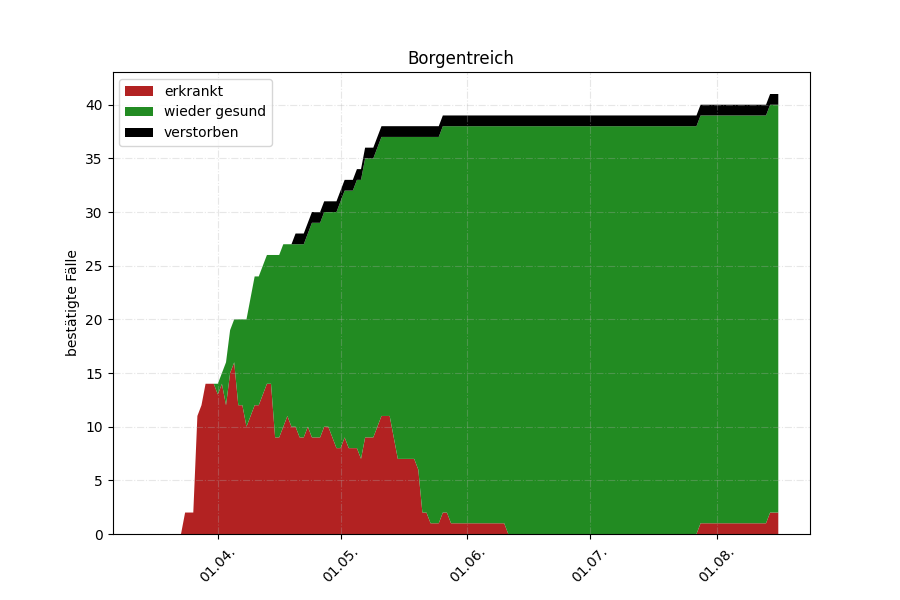 Borgentreich
erkrankt
wieder gesund
verstorben
bestätigte Fälle
40
35
30
25
20
15
10
5
0
01.04.
01.05.
01.06.
01.07.
01.08.